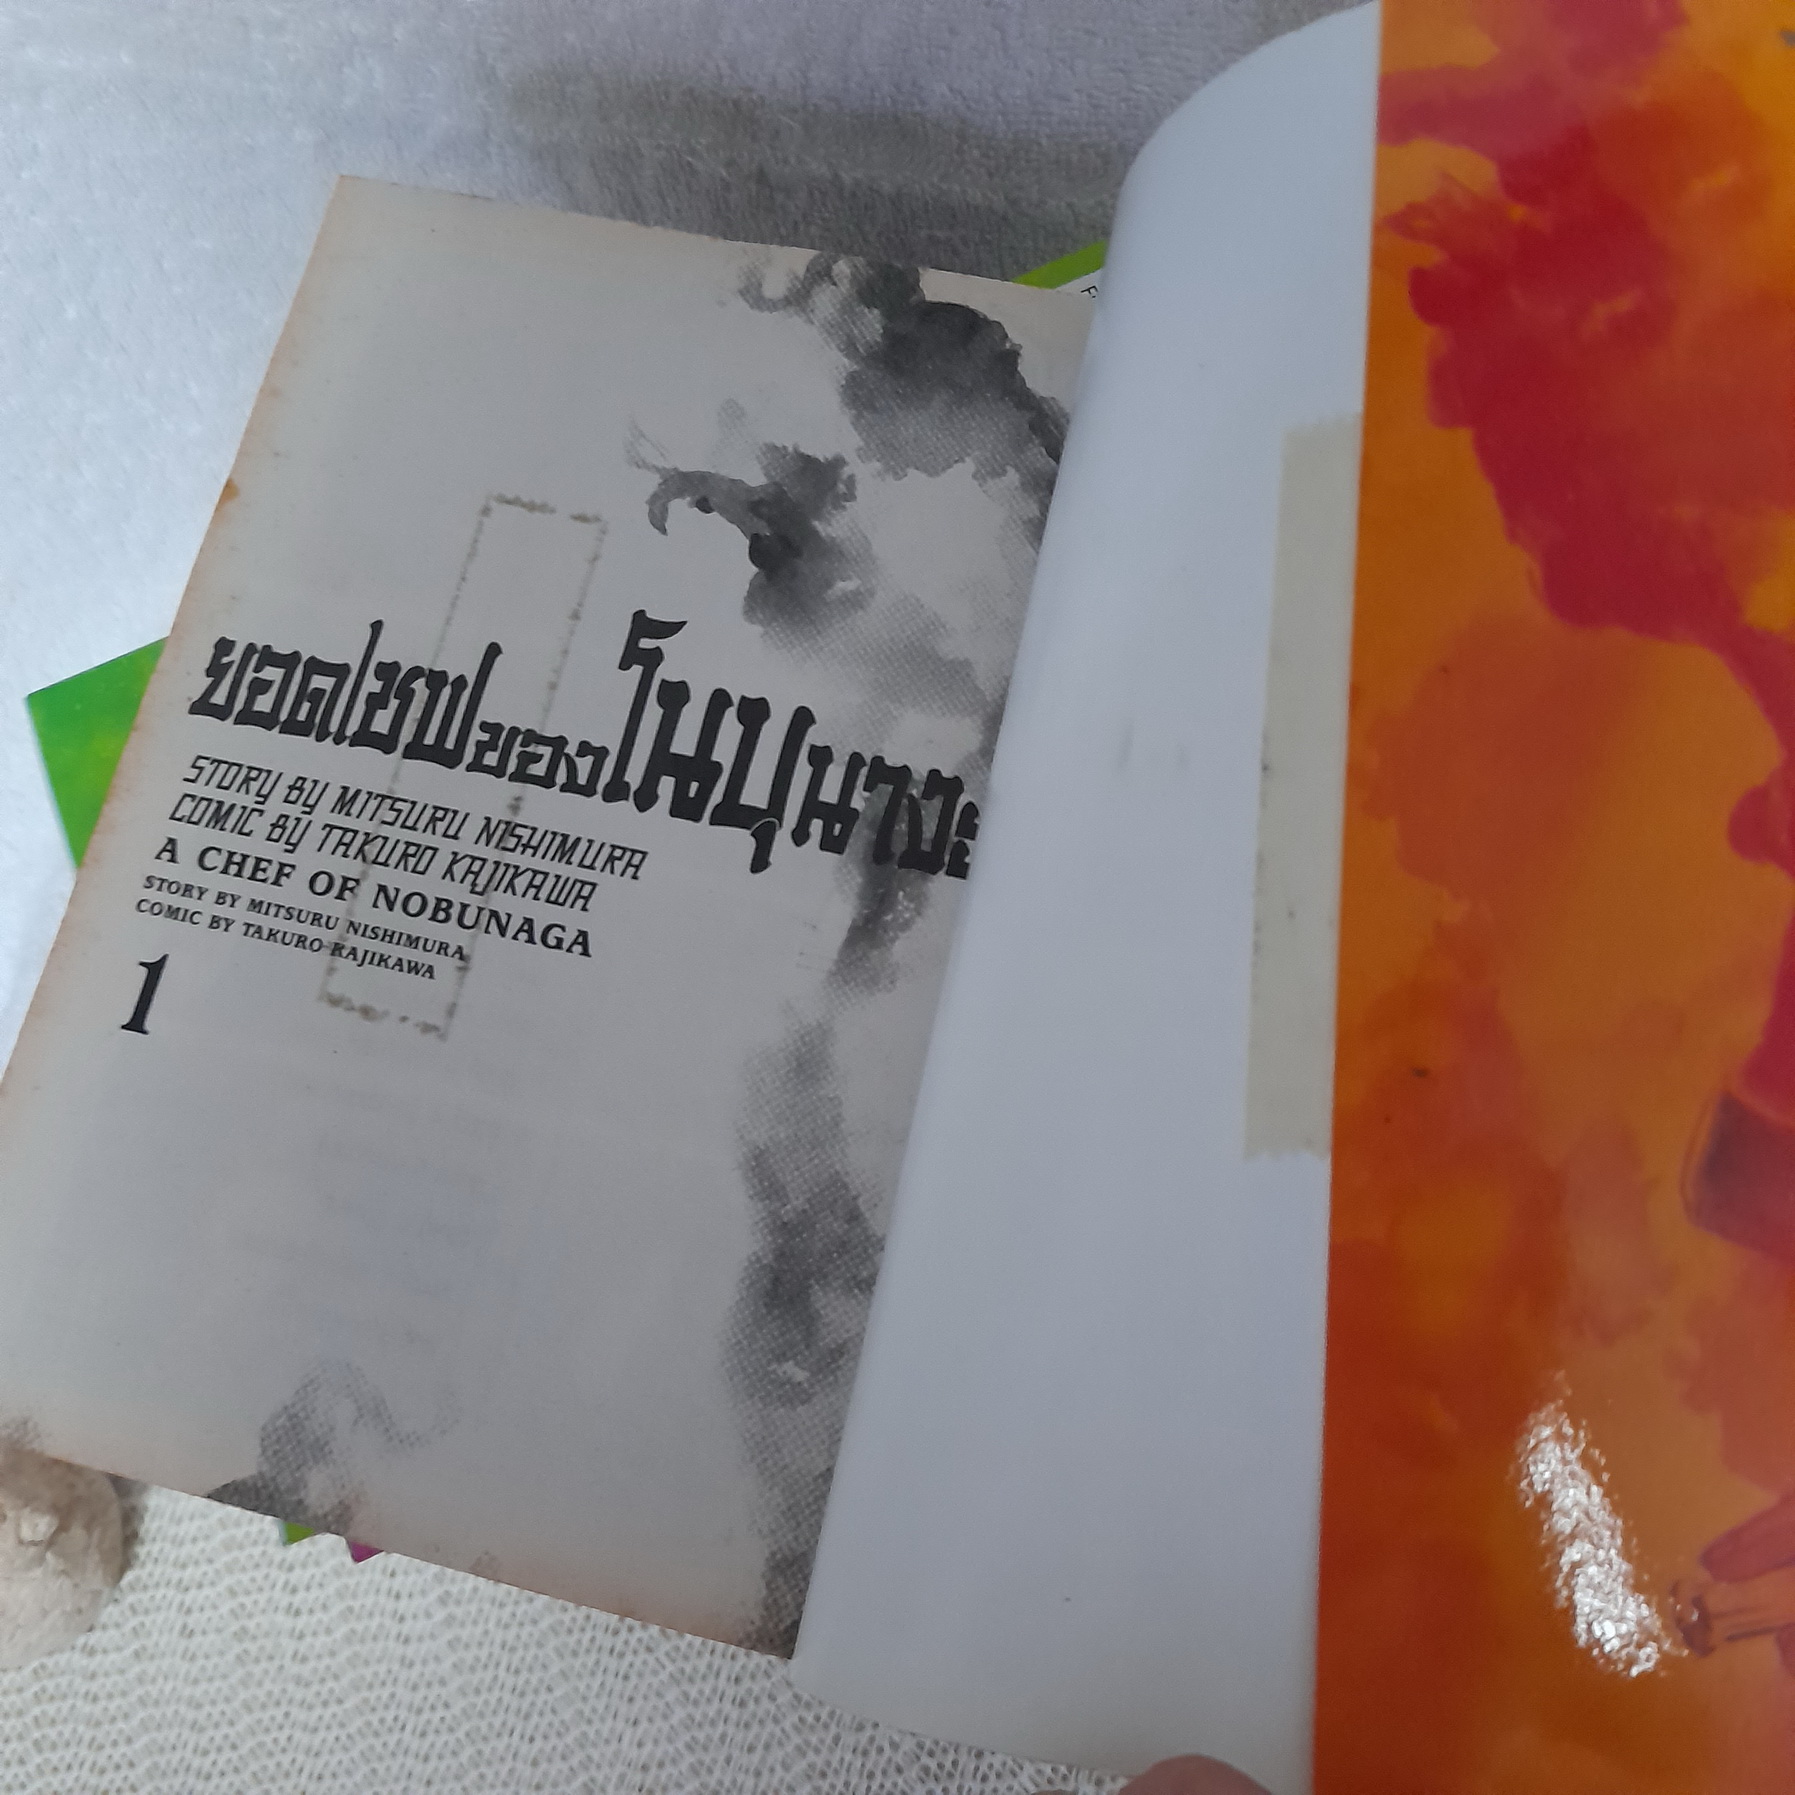 ยอดเชฟของโนบุนางะ
STORY BY MITSURU NISHIMURA
COMIC BY TAKURO KAJIKAWA
A CHEF OF NOBUNAGA
STORY BY MITSURU NISHIMURA
COMIC BY TAKURO KAJIKAWA
1